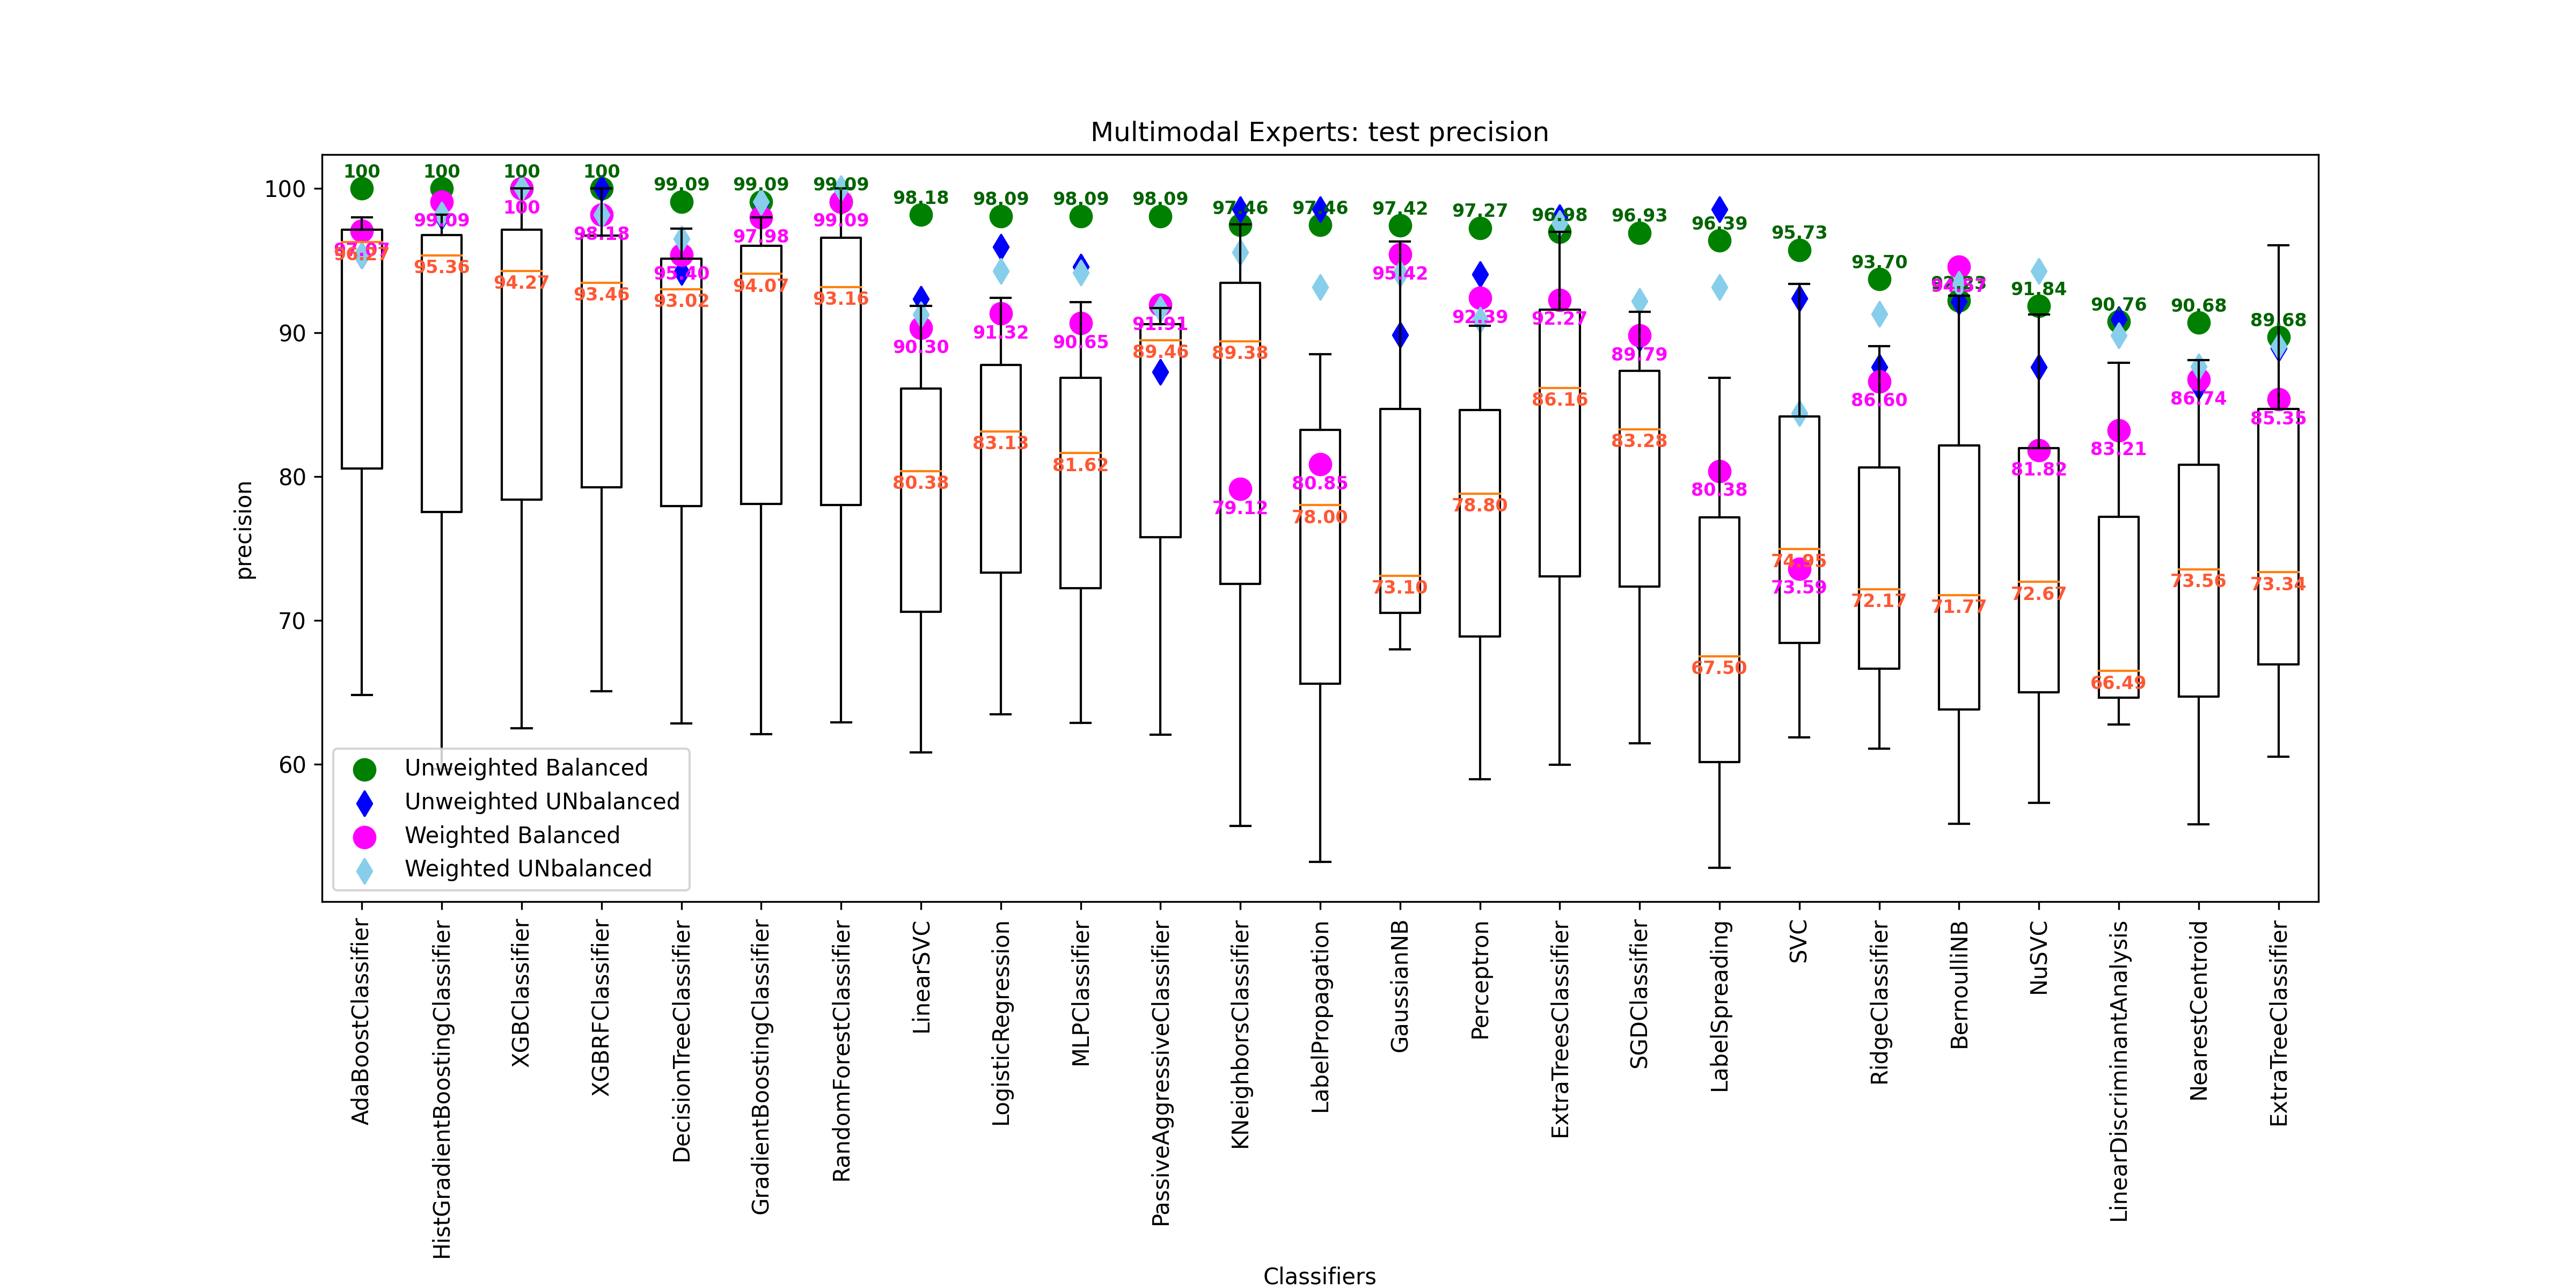 Multimodal Experts: test precision
100 100 100 100 99.09 99.09 99.09 98.18 98.09 98.09 98.09 97.46 97.46 97.42 97.27 96.98 96.93 96.39 95.73 93.70 91.84 90.76 90.68 89.68
99.09 100 98.18 95.40 97.98 99.09 90.30 91.32 90.65 91.91 79.12 80.85 95.42 92.39 92.27 89.79 80.38 73.59 86.60 81.82 83.21 86.74 85.35
96.27 95.36 94.27 93.46 93.02 94.07 93.16 80.38 83.13 81.62 89.46 89.38 78.00 73.10 78.80 86.16 83.28 67.50 74.95 72.17 71.77 72.67 66.49 73.56 73.34
100
90
80
70
60
precision
Unweighted Balanced
Unweighted UNbalanced
Weighted Balanced
Weighted UNbalanced
AdaBoostClassifier
HistGradientBoostingClassifier
XGBClassifier
XGBRFClassifier
DecisionTreeClassifier
GradientBoostingClassifier
RandomForestClassifier
LinearSVC
LogisticRegression
MLPClassifier
PassiveAggressiveClassifier
KNeighborsClassifier
LabelPropagation
GaussianNB
Perceptron
ExtraTreesClassifier
SGDClassifier
LabelSpreading
SVC
RidgeClassifier
BernoulliNB
NuSVC
LinearDiscriminantAnalysis
NearestCentroid
ExtraTreeClassifier
Classifiers